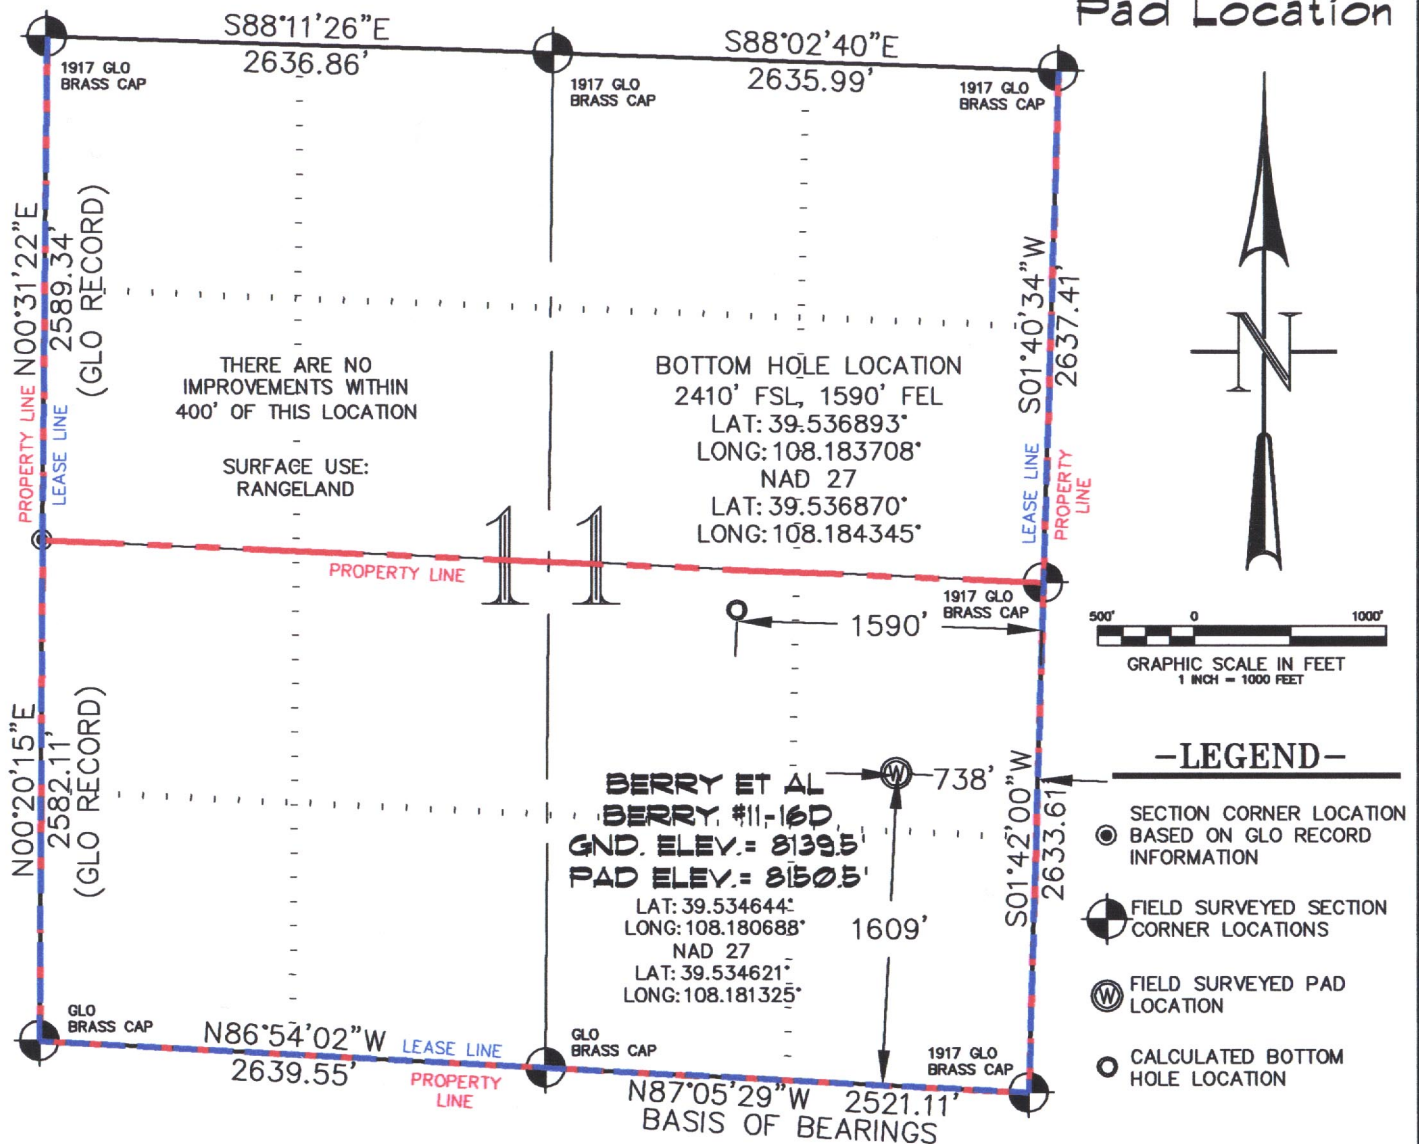 Pad Location
S88°11'26"E
2636.86'
S88°02'40"E
2635.99'
1917 GLO
BRASS CAP
1917 GLO
BRASS CAP
1917 GLO
BRASS CAP
N00°31'22"E
2589.34'
(GLO RECORD)
PROPERTY LINE
LEASE LINE
THERE ARE NO
IMPROVEMENTS WITHIN
400' OF THIS LOCATION
SURFACE USE:
RANGELAND
BOTTOM HOLE LOCATION
2410' FSL, 1590' FEL
LAT: 39.536893°
LONG: 108.183708°
NAD 27
LAT: 39.536870°
LONG: 108.184345°
S01°40'34"W
2637.41'
LEASE LINE
PROPERTY
LINE
N
11
PROPERTY LINE
1917 GLO
BRASS CAP
1590'
500' 0 1000'
GRAPHIC SCALE IN FEET
1 INCH = 1000 FEET
N00°20'15"E
2582.11'
(GLO RECORD)
BERRY ET AL
BERRY #11-16D
GND. ELEV.= 8139.5'
PAD ELEV.= 8150.5'
LAT: 39.534644°
LONG: 108.180688°
NAD 27
LAT: 39.534621°
LONG: 108.181325°
W
738'
1609'
S01°42'00"W
2633.61'
-LEGEND-
SECTION CORNER LOCATION
BASED ON GLO RECORD
INFORMATION
FIELD SURVEYED SECTION
CORNER LOCATIONS
W
FIELD SURVEYED PAD
LOCATION
CALCULATED BOTTOM
HOLE LOCATION
GLO
BRASS CAP
N86°54'02"W
2639.55'
LEASE LINE
PROPERTY
LINE
GLO
BRASS CAP
1917 GLO
BRASS CAP
N87°05'29"W 2521.11'
BASIS OF BEARINGS